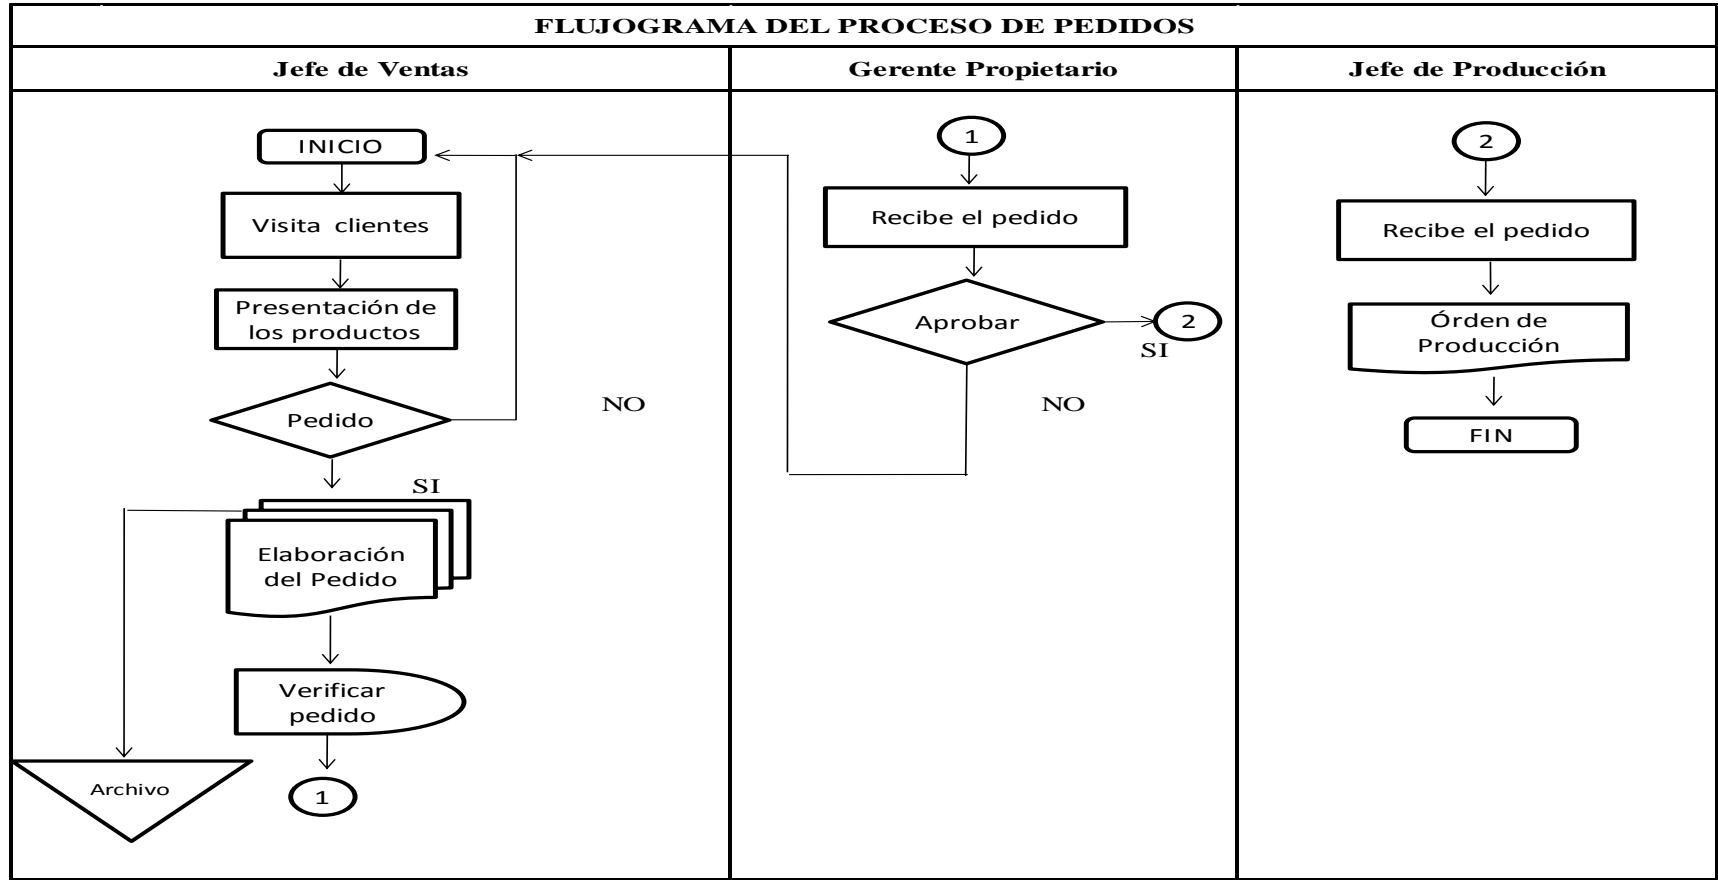 FLUJOGRAMA DEL PROCESO DE PEDIDOS
Jefe de Ventas
Gerente Propietario
Jefe de Producción
INICIO
Visita clientes
Presentación de
los productos
Pedido
NO
SI
Elaboración
del Pedido
Verificar
pedido
Archivo
1
1
Recibe el pedido
Aprobar
2
SI
NO
2
Recibe el pedido
Órden de
Producción
FIN